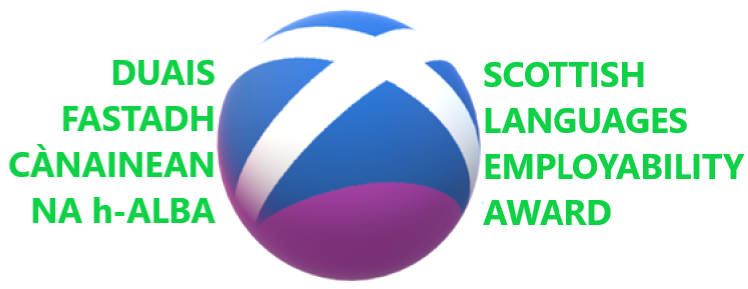 DUAIS
FASTADH
CÀNAINEAN
NA h-ALBA
SCOTTISH
LANGUAGES
EMPLOYABILITY
AWARD